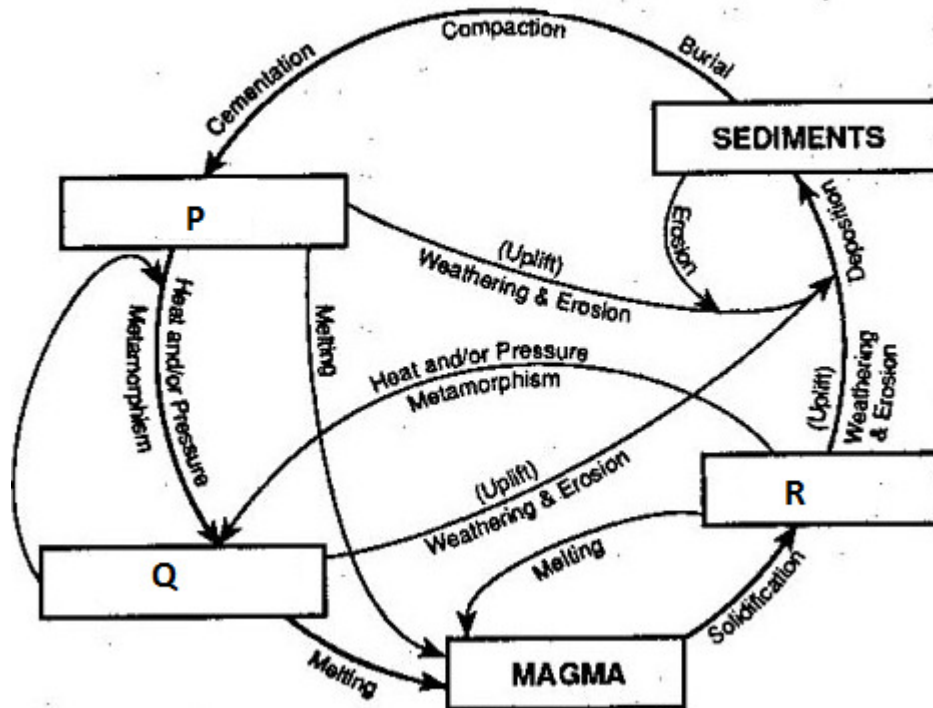 Cementation
Compaction
Burial
SEDIMENTS
P
Erosion
Deposition
(Uplift)
Weathering & Erosion
Heat and/or Pressure
Metamorphism
Melting
Heat and/or Pressure
Metamorphism
(Uplift)
Weathering
& Erosion
R
(Uplift)
Weathering & Erosion
Q
Melting
Solidification
Melting
MAGMA